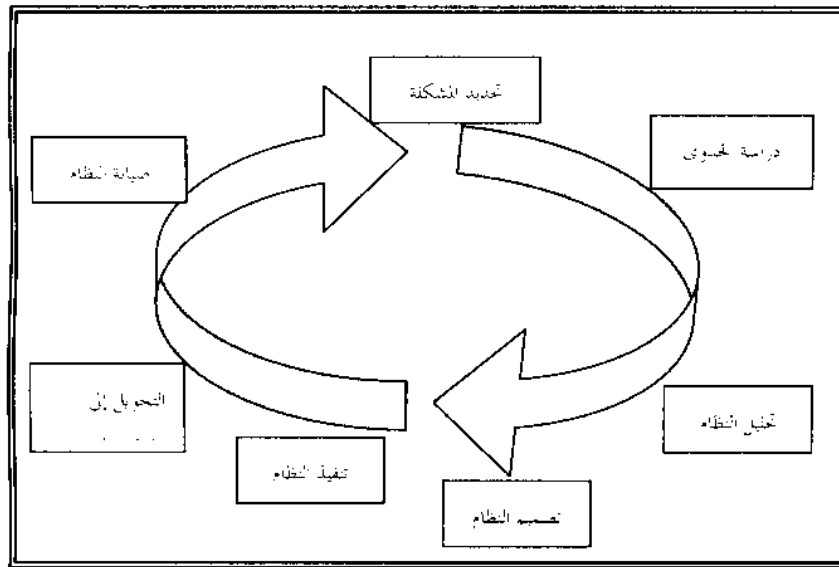 تحديد المشكلة
دراسة الجدوى
تحليل النظام
تصميم النظام
تنفيذ النظام
التحويل إلى
صيانة النظام